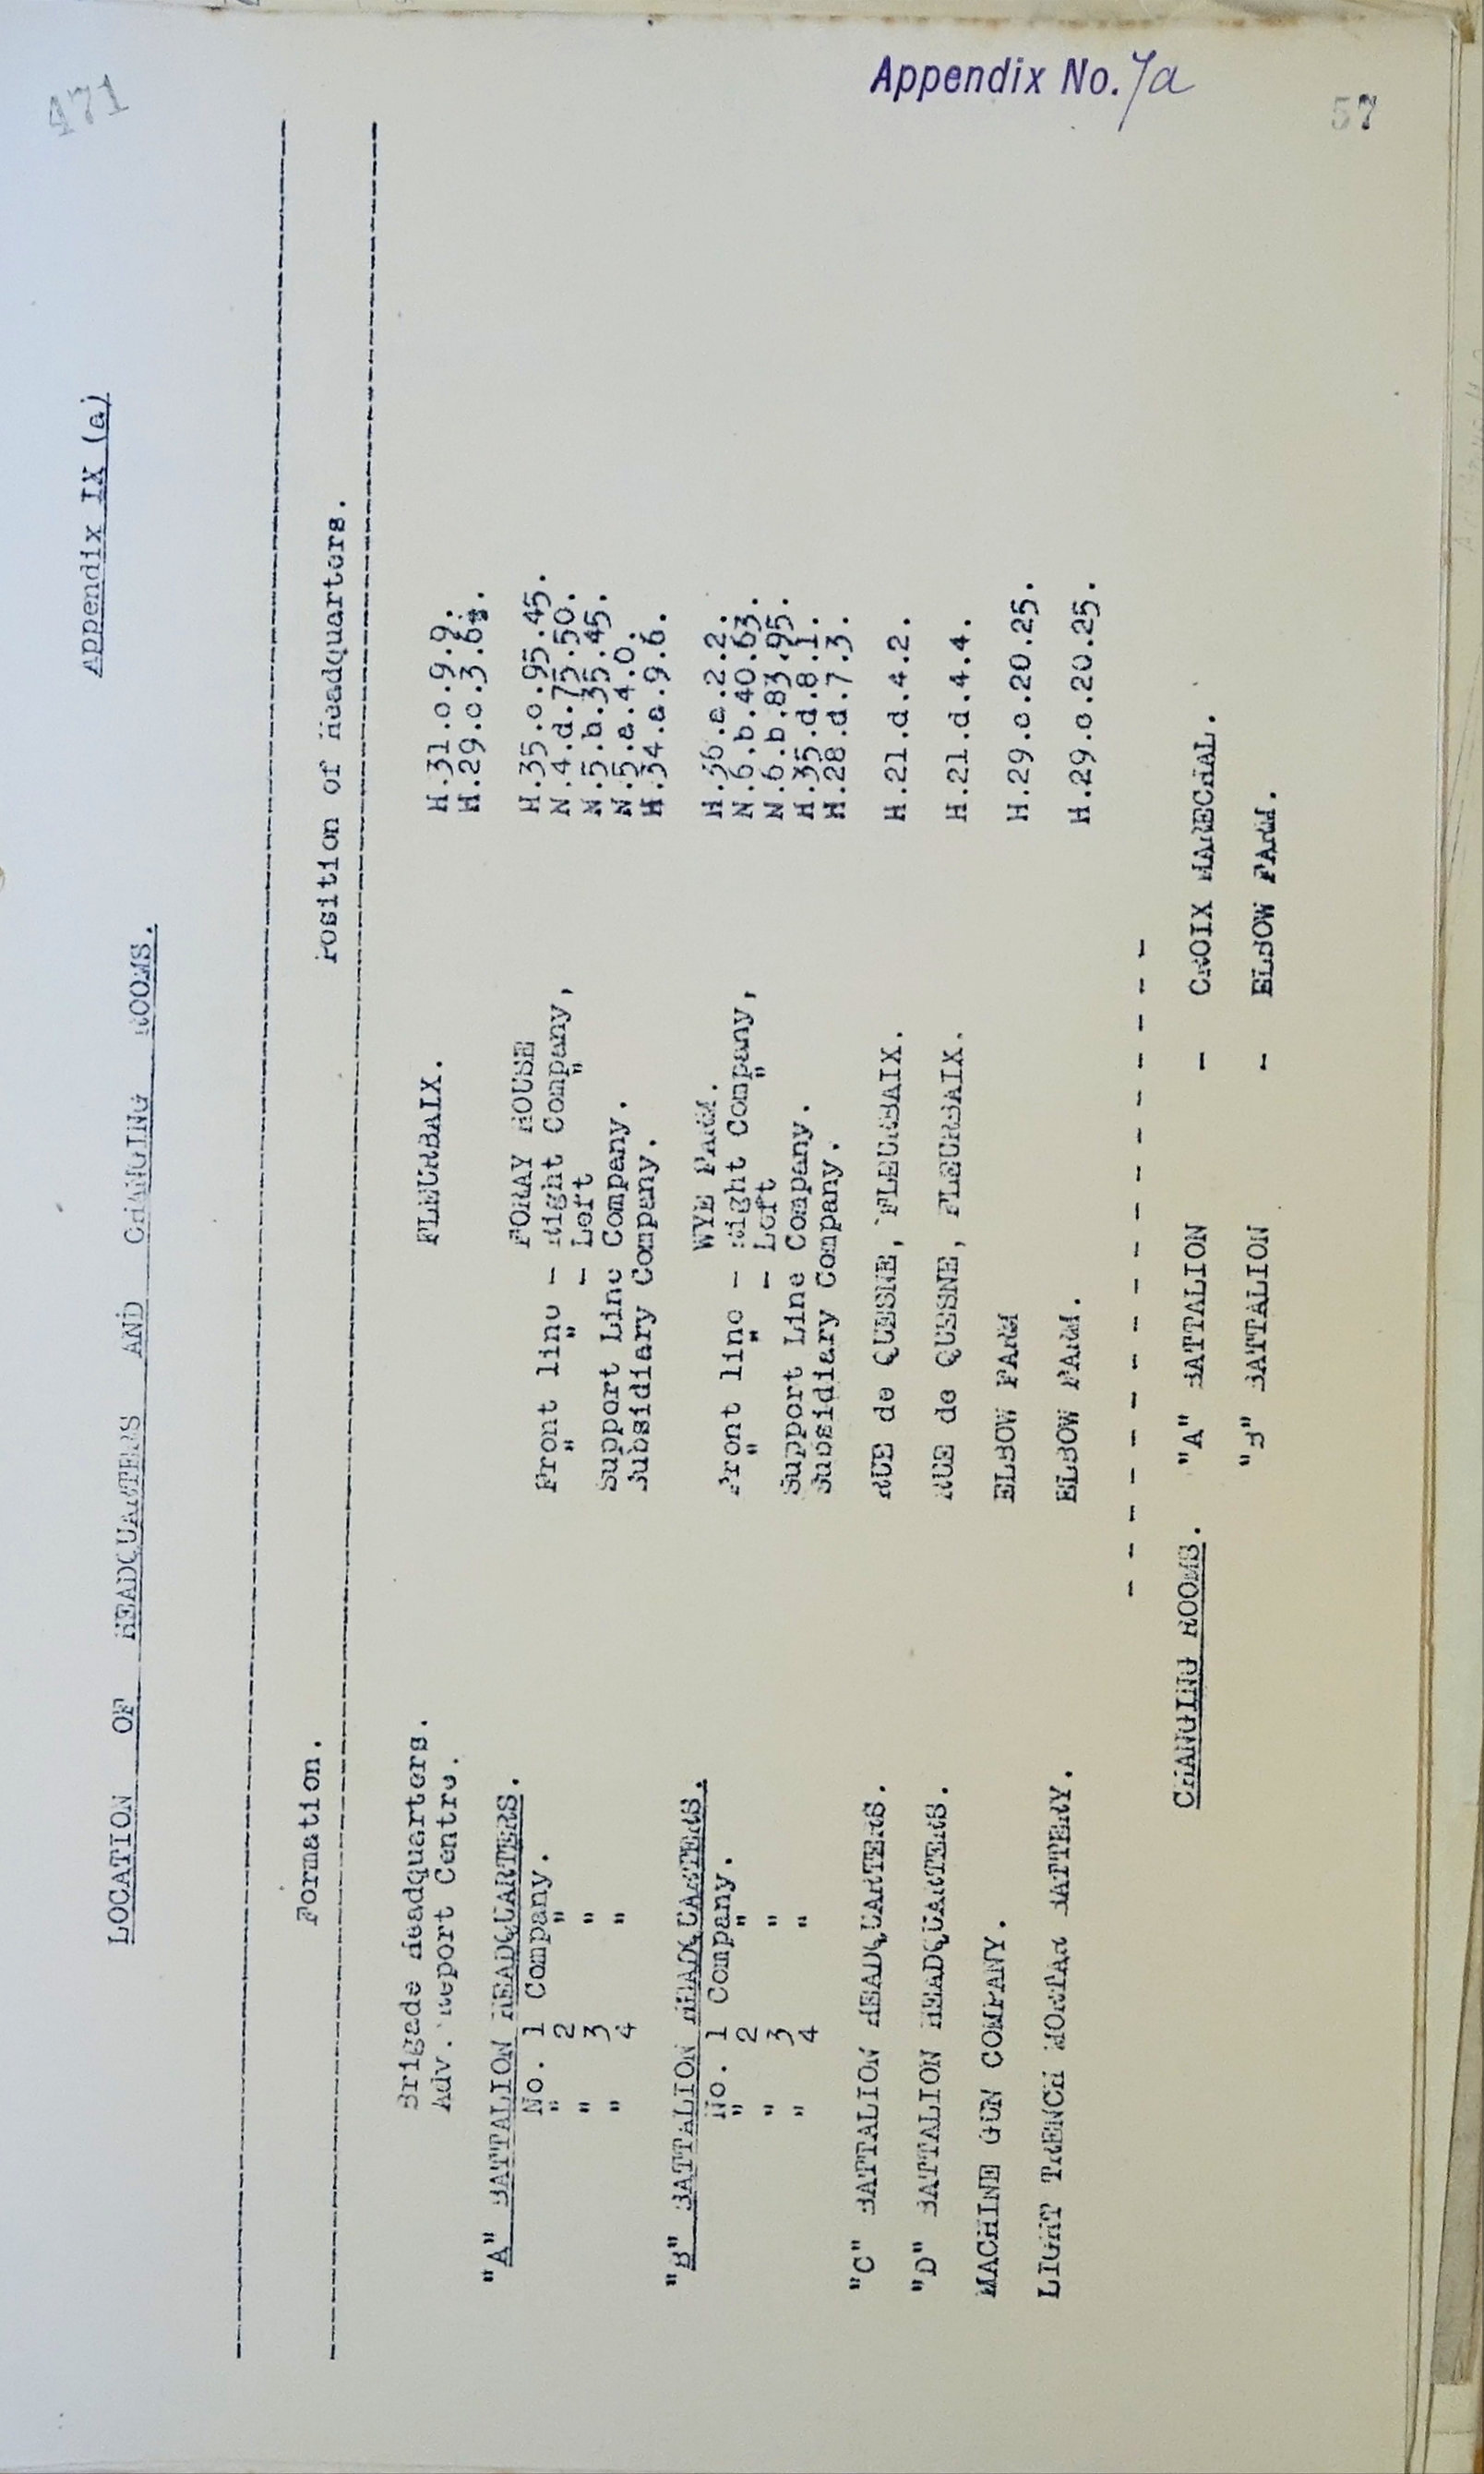 471
Appendix No. 7a
57
Appendix IX (a)
LOCATION OF HEADQUARTERS AND CHANGING ROOMS.
Formation. Position of Headquarters.
Brigade Headquarters. FLEURBAIX. H.31.c.9.9.
Adv. Report Centre. H.29.c.3.6½.
"A" BATTALION HEADQUARTERS. FORAY HOUSE H.35.c.95.45.
No. 1 Company. Front line - Right Company, N.4.d.75.50.
" 2 " " " - Left " N.5.b.35.45.
" 3 " Support Line Company. N.5.a.4.0.
" 4 " Subsidiary Company. H.34.a.9.6.
"B" BATTALION HEADQUARTERS. WYE FARM. H.36.a.2.2.
No. 1 Company. Front line - Right Company, N.6.b.40.63.
" 2 " " " - Left " N.6.b.83.95.
" 3 " Support Line Company. H.35.d.8.1.
" 4 " Subsidiary Company. H.28.d.7.3.
"C" BATTALION HEADQUARTERS. RUE de QUESNE, FLEURBAIX. H.21.d.4.2.
"D" BATTALION HEADQUARTERS. RUE de QUESNE, FLEURBAIX. H.21.d.4.4.
MACHINE GUN COMPANY. ELBOW FARM H.29.c.20.25.
LIGHT TRENCH MORTAR BATTERY. ELBOW FARM. H.29.c.20.25.
CHANGING ROOMS. "A" BATTALION - CROIX MARECHAL.
"B" BATTALION - ELBOW FARM.